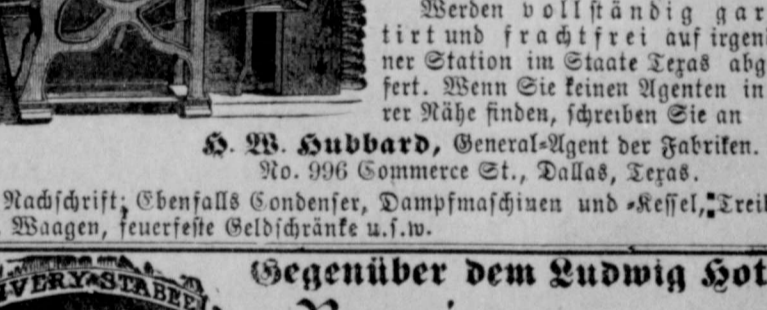 Werden vollständig gar
tirt und frachtfrei auf irgen
ner Station im Staate Texas abg
fert. Wenn Sie keinen Agenten in
rer Nähe finden, schreiben Sie an
H. W. Hubbard, General-Agent der Fabriken.
No. 996 Commerce St., Dallas, Texas.
Nachschrift; Ebenfalls Condenser, Dampfmaschinen und -Kessel, Treib
Waagen, feuerfeste Geldschränke u.s.w.
Gegenüber dem Ludwig Hot
VERY STABLE